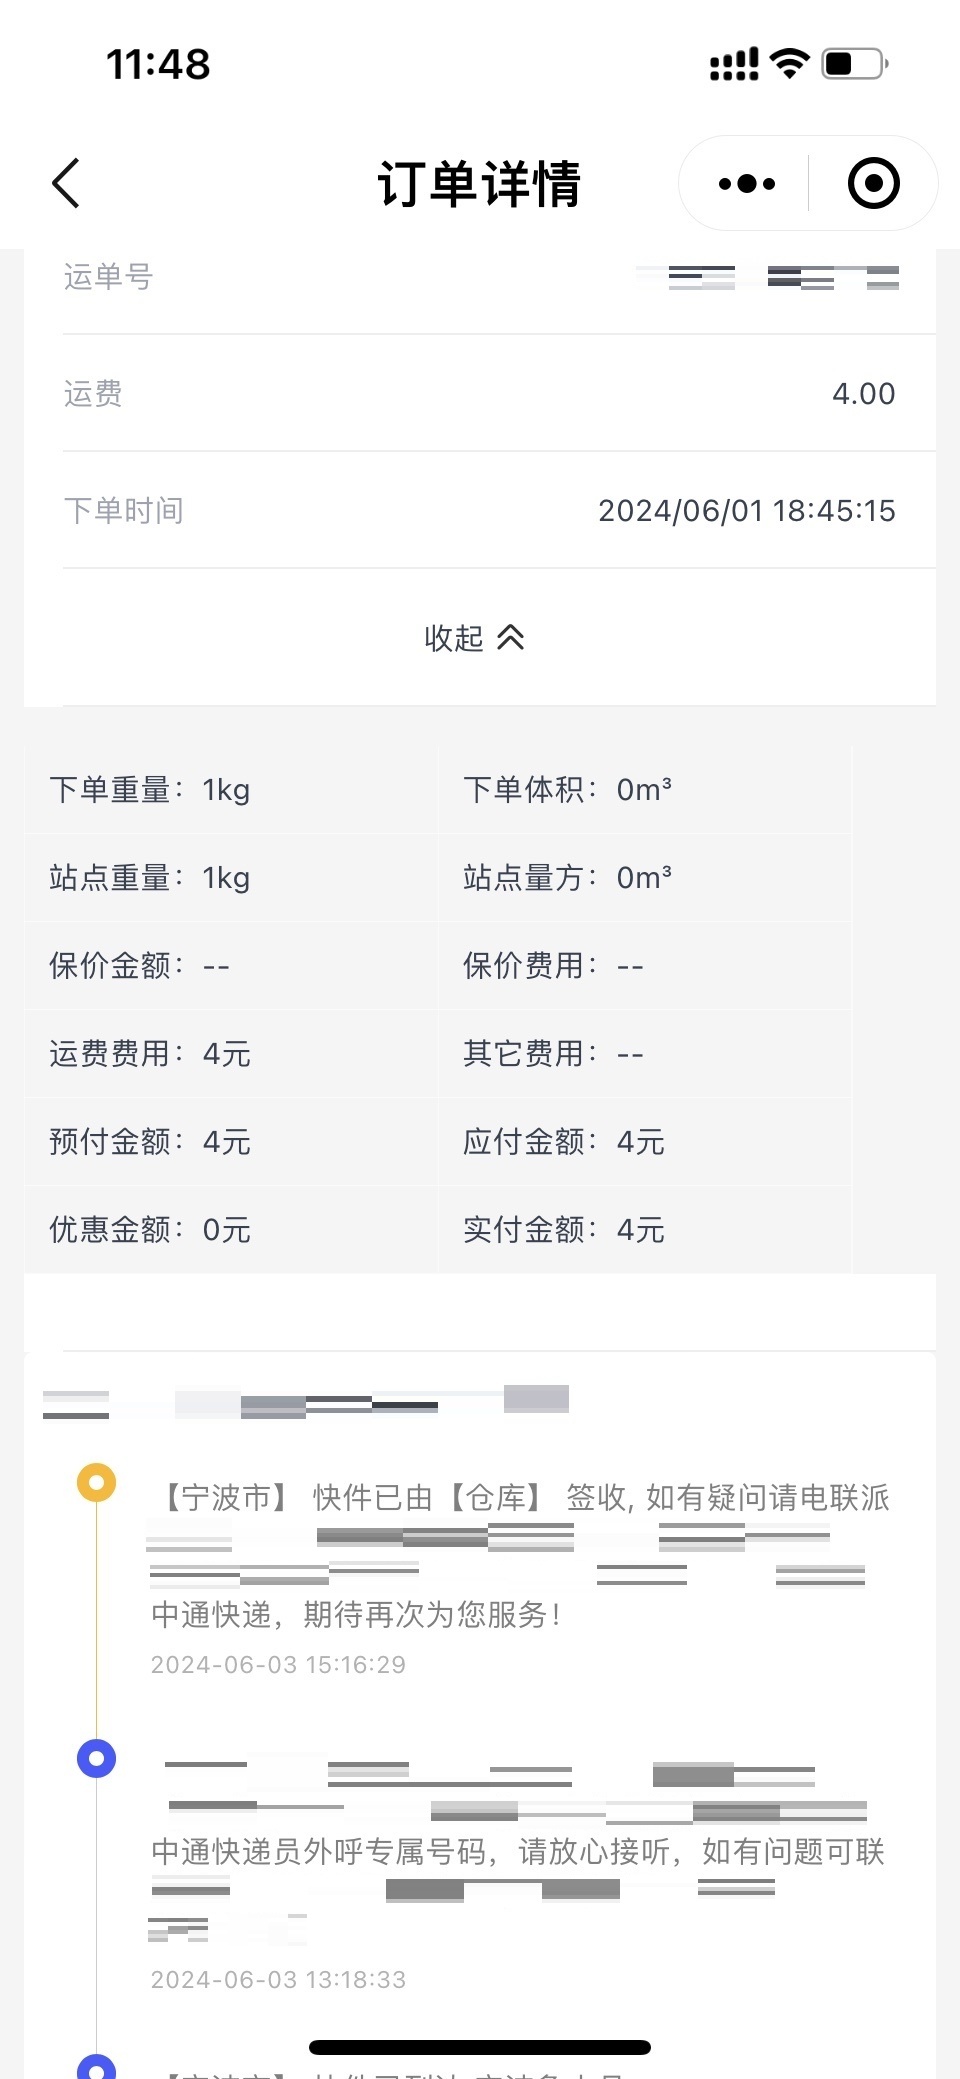 11:48
订单详情
运单号
运费 4.00
下单时间 2024/06/01 18:45:15
收起
下单重量：1kg 下单体积：0m³
站点重量：1kg 站点量方：0m³
保价金额：-- 保价费用：--
运费费用：4元 其它费用：--
预付金额：4元 应付金额：4元
优惠金额：0元 实付金额：4元
【宁波市】 快件已由【仓库】 签收, 如有疑问请电联派
中通快递，期待再次为您服务！
2024-06-03 15:16:29
中通快递员外呼专属号码，请放心接听，如有问题可联
2024-06-03 13:18:33